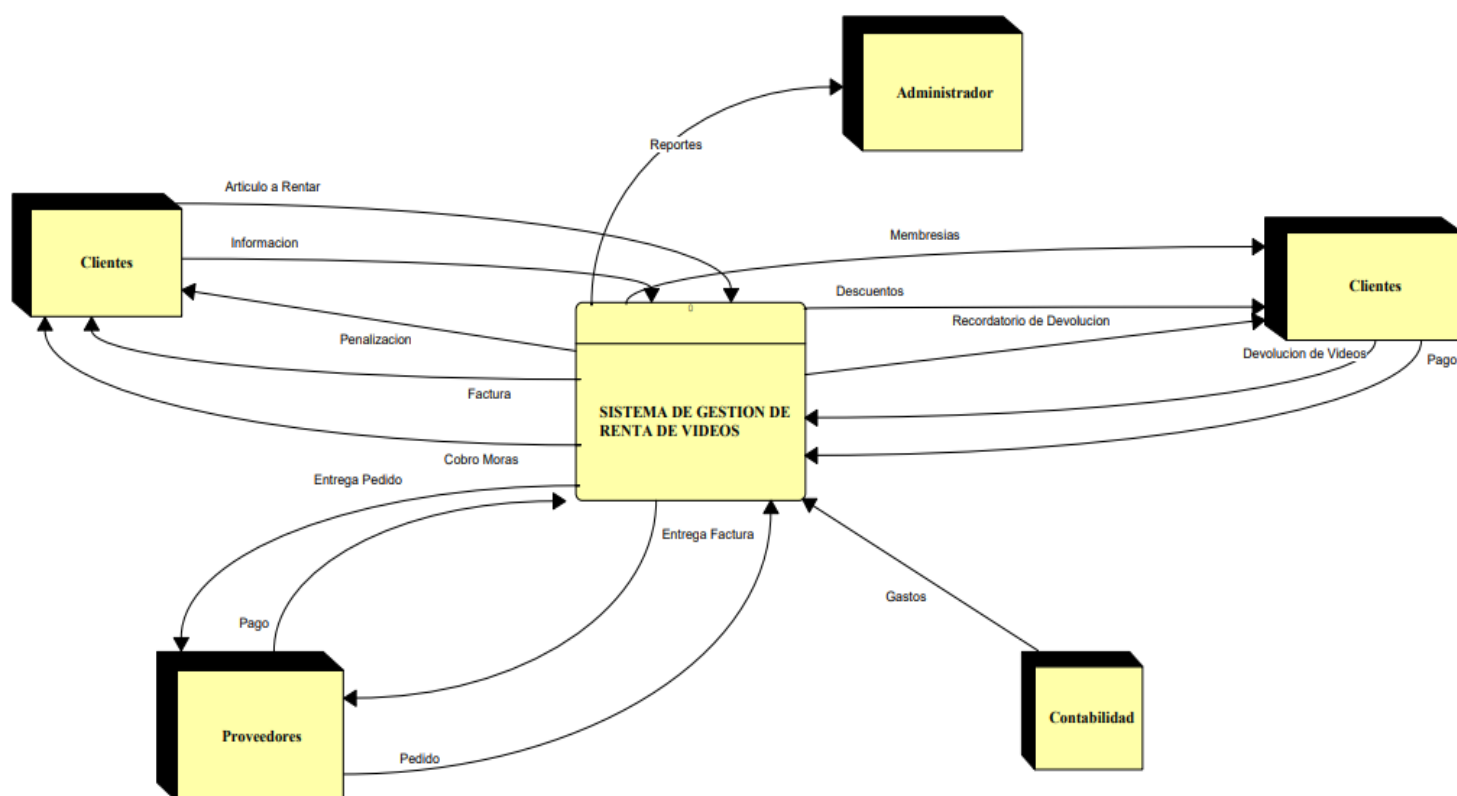 Administrador
Reportes
Articulo a Rentar
Informacion
Membresias
Clientes
Clientes
Descuentos
Recordatorio de Devolucion
Penalizacion
Devolucion de Videos
Pago
Factura
SISTEMA DE GESTION DE
RENTA DE VIDEOS
Cobro Moras
Entrega Pedido
Entrega Factura
Gastos
Pago
Contabilidad
Proveedores
Pedido